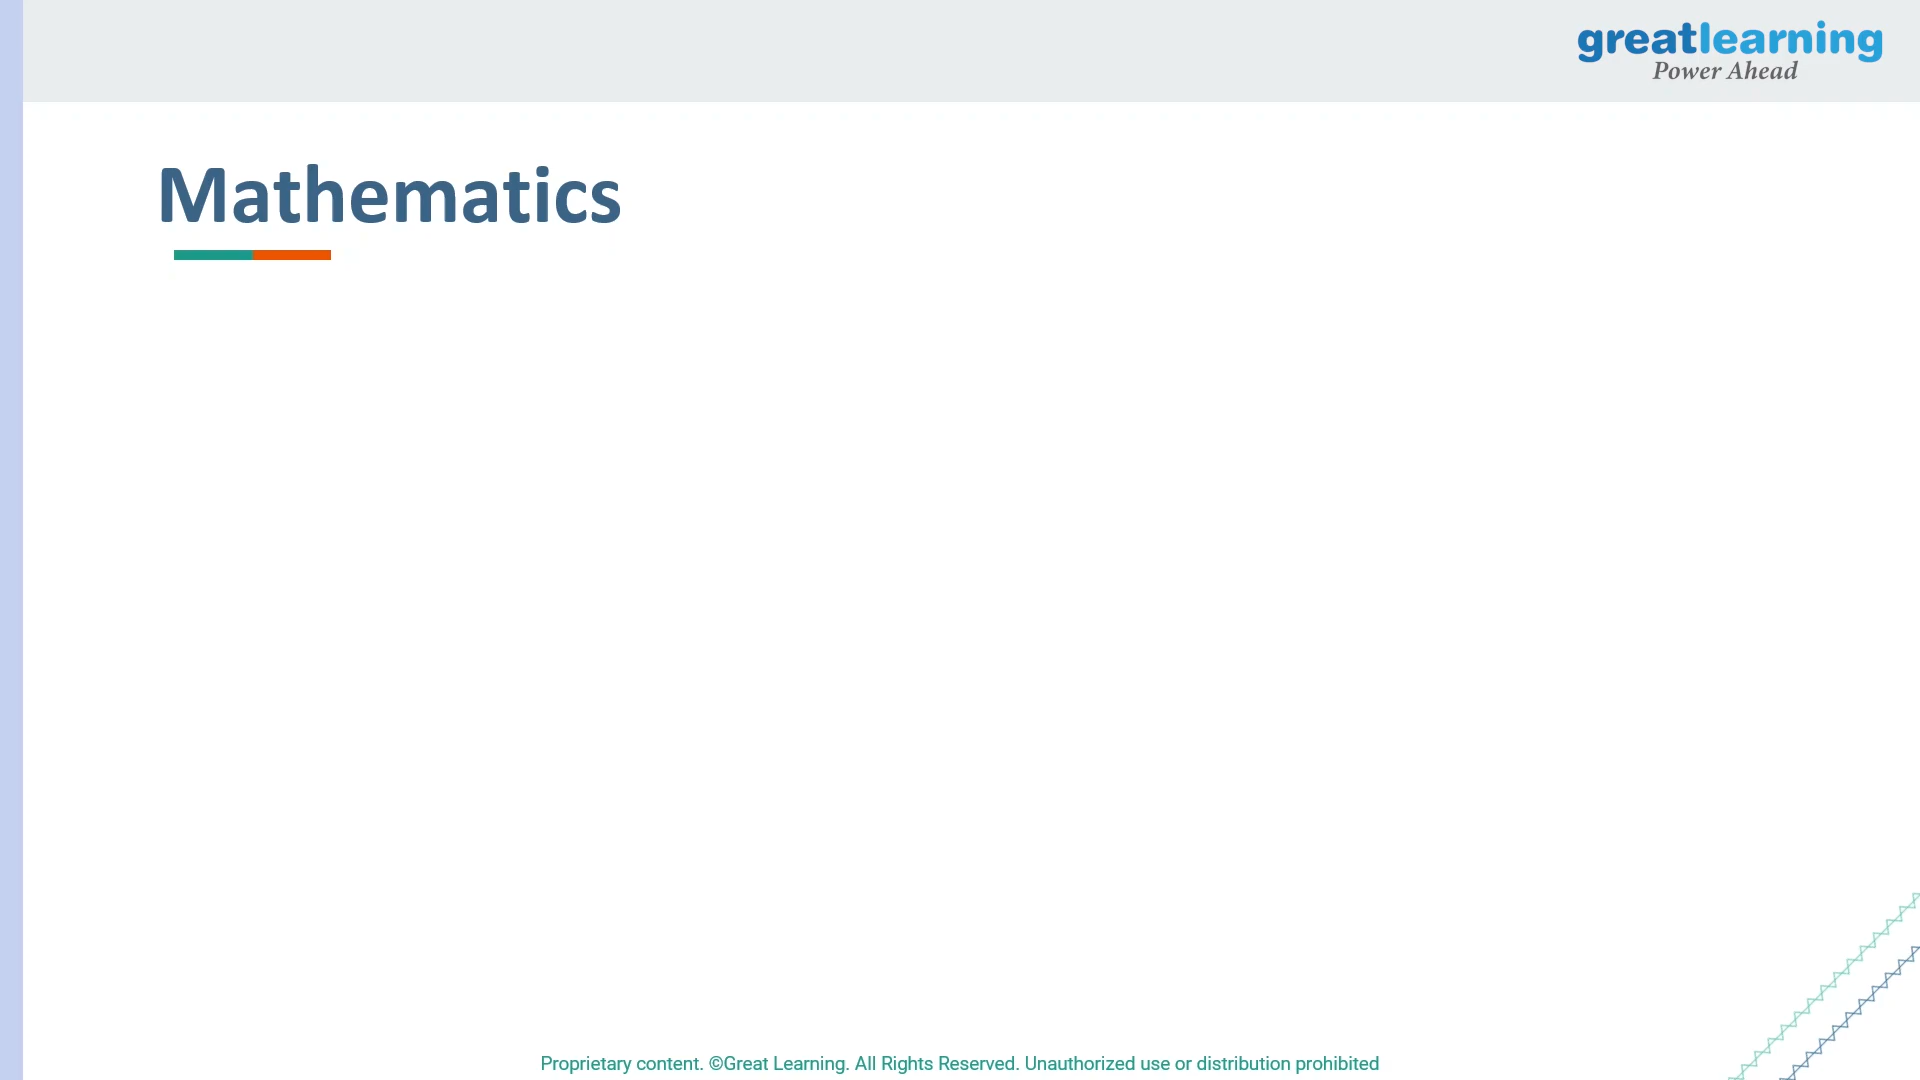 greatlearning
Power Ahead
Mathematics
Proprietary content. ©Great Learning. All Rights Reserved. Unauthorized use or distribution prohibited